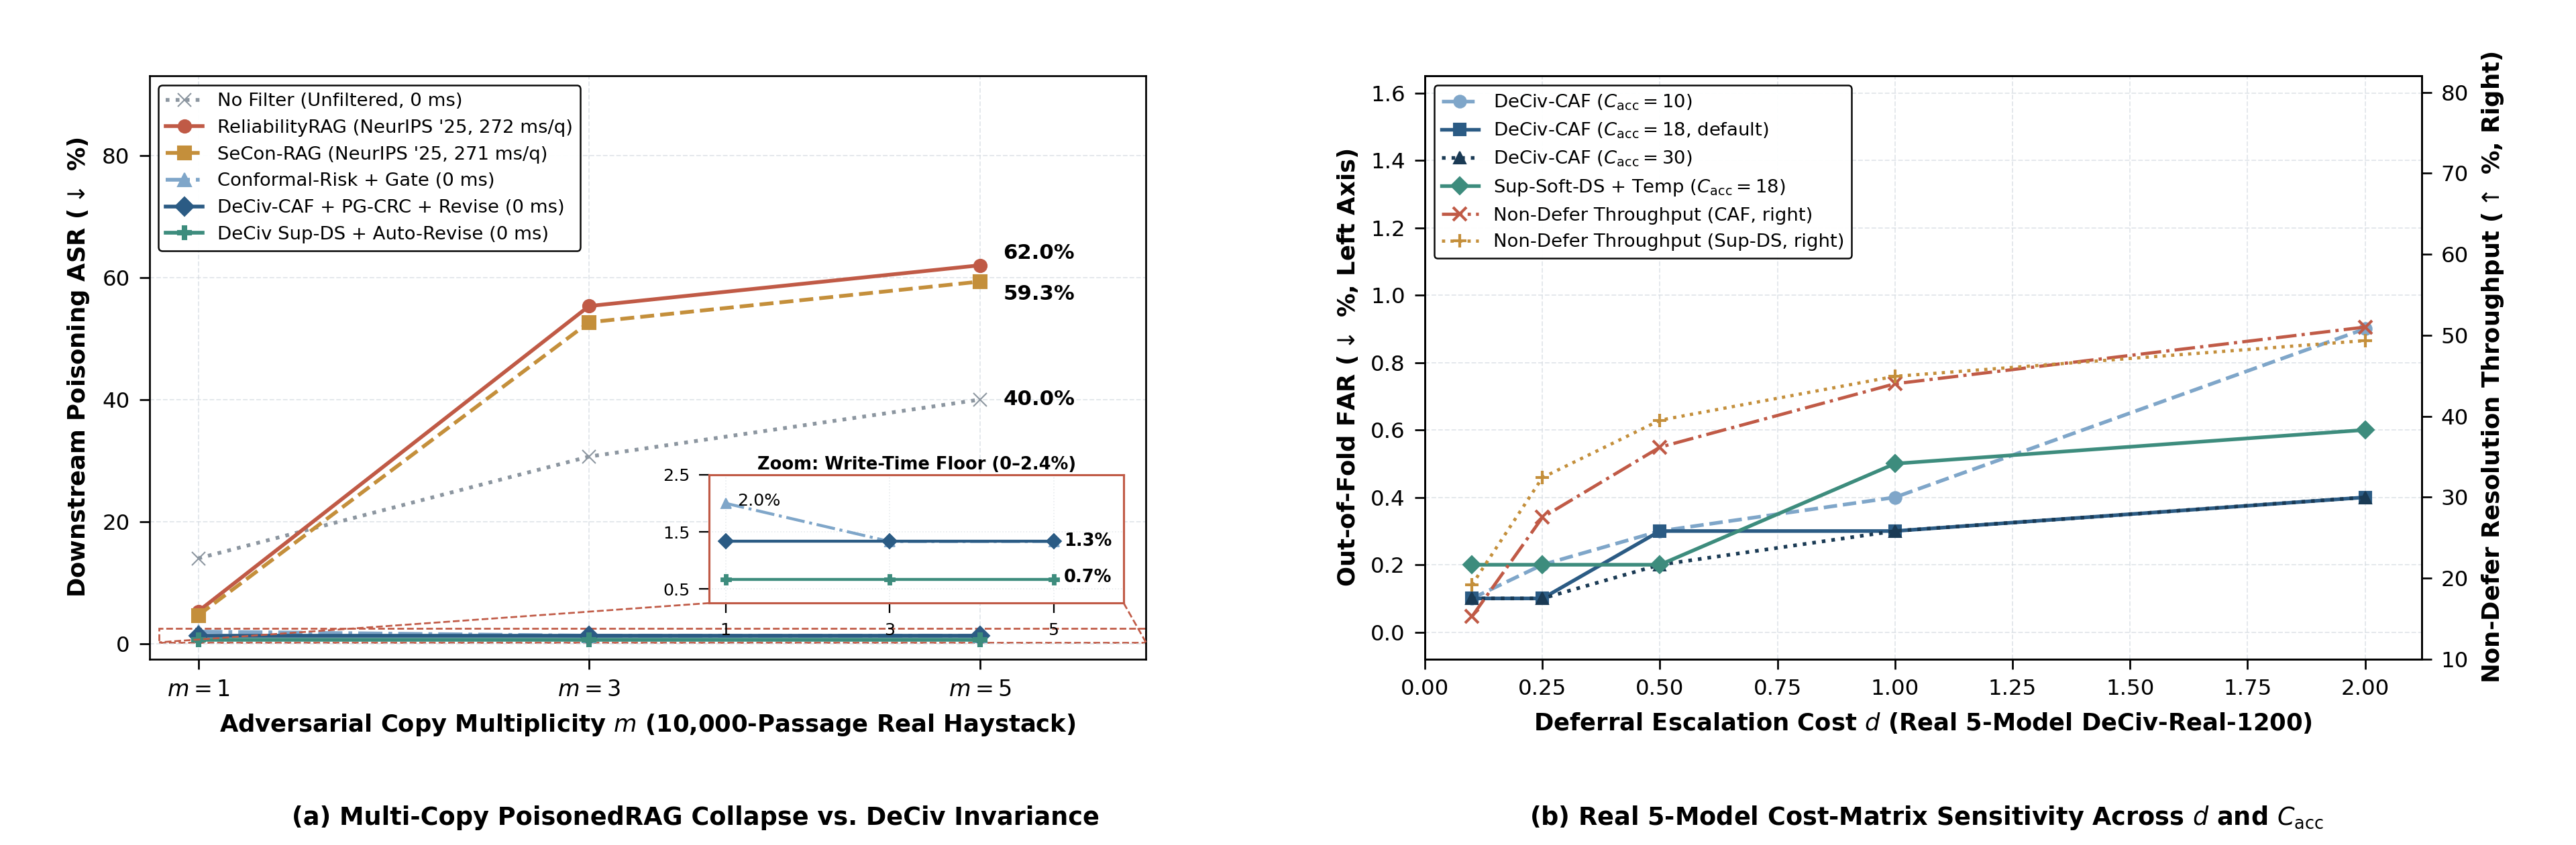 No Filter (Unfiltered, 0 ms)
ReliabilityRAG (NeurIPS '25, 272 ms/q)
SeCon-RAG (NeurIPS '25, 271 ms/q)
Conformal-Risk + Gate (0 ms)
DeCiv-CAF + PG-CRC + Revise (0 ms)
DeCiv Sup-DS + Auto-Revise (0 ms)
Downstream Poisoning ASR (↓ %)
80
60
40
20
0
62.0%
59.3%
40.0%
Zoom: Write-Time Floor (0–2.4%)
2.5
1.5
0.5
2.0%
1.3%
0.7%
1 3 5
m = 1 m = 3 m = 5
Adversarial Copy Multiplicity m (10,000-Passage Real Haystack)
(a) Multi-Copy PoisonedRAG Collapse vs. DeCiv Invariance
DeCiv-CAF (C_acc = 10)
DeCiv-CAF (C_acc = 18, default)
DeCiv-CAF (C_acc = 30)
Sup-Soft-DS + Temp (C_acc = 18)
Non-Defer Throughput (CAF, right)
Non-Defer Throughput (Sup-DS, right)
Out-of-Fold FAR (↓ %, Left Axis)
1.6
1.4
1.2
1.0
0.8
0.6
0.4
0.2
0.0
80
70
60
50
40
30
20
10
Non-Defer Resolution Throughput (↑ %, Right)
0.00 0.25 0.50 0.75 1.00 1.25 1.50 1.75 2.00
Deferral Escalation Cost d (Real 5-Model DeCiv-Real-1200)
(b) Real 5-Model Cost-Matrix Sensitivity Across d and C_acc